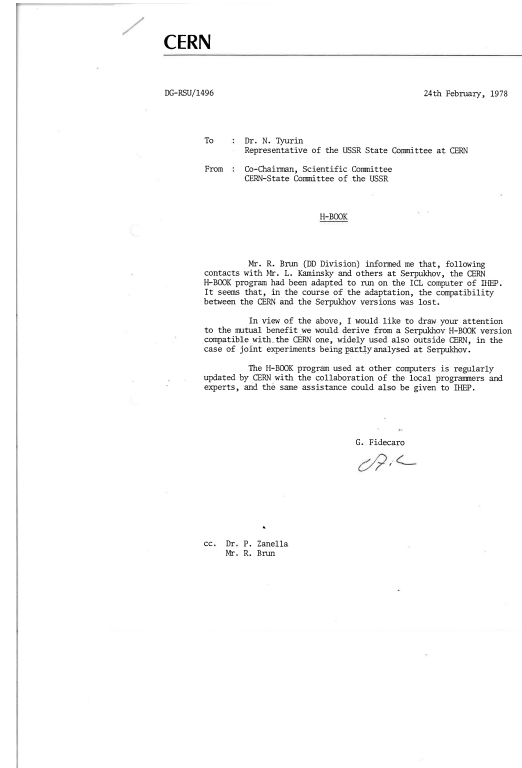 CERN
DG-RSU/1496 24th February, 1978
To : Dr. N. Tyurin
Representative of the USSR State Committee at CERN
From : Co-Chairman, Scientific Committee
CERN-State Committee of the USSR
H-BOOK
Mr. R. Brun (DD Division) informed me that, following
contacts with Mr. L. Kaminsky and others at Serpukhov, the CERN
H-BOOK program had been adapted to run on the ICL computer of IHEP.
It seems that, in the course of the adaptation, the compatibility
between the CERN and the Serpukhov versions was lost.
In view of the above, I would like to draw your attention
to the mutual benefit we would derive from a Serpukhov H-BOOK version
compatible with the CERN one, widely used also outside CERN, in the
case of joint experiments being partly analysed at Serpukhov.
The H-BOOK program used at other computers is regularly
updated by CERN with the collaboration of the local programmers and
experts, and the same assistance could also be given to IHEP.
G. Fidecaro
cc. Dr. P. Zanella
Mr. R. Brun